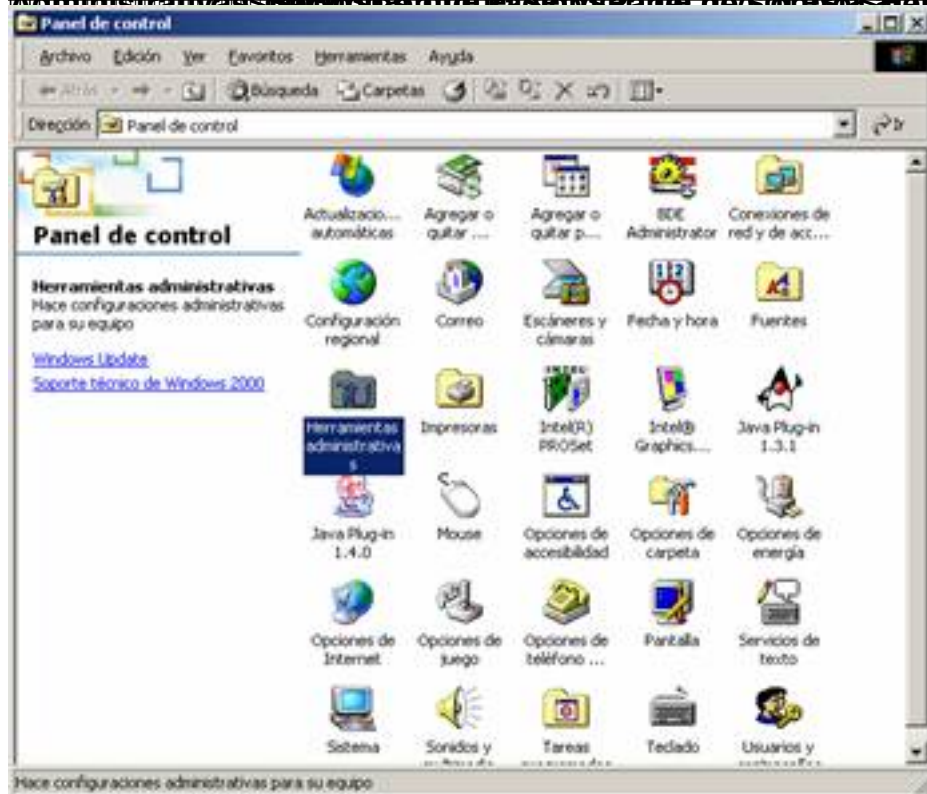 Panel de control
Archivo Edición Ver Favoritos Herramientas Ayuda
Atrás Búsqueda Carpetas
Dirección Panel de control Ir
Panel de control
Herramientas administrativas
Hace configuraciones administrativas
para su equipo
Windows Update
Soporte técnico de Windows 2000
Actualizacio... Agregar o Agregar o BDE Conexiones de
automáticas quitar ... quitar p... Administrator red y de acc...
Configuración Correo Escáneres y Fecha y hora Fuentes
regional cámaras
INTEL
Herramientas Impresoras Intel(R) Intel® Java Plug-in
administrativa PROSet Graphics... 1.3.1
s
Java Plug-in Mouse Opciones de Opciones de Opciones de
1.4.0 accesibilidad carpeta energía
Opciones de Opciones de Opciones de Pantalla Servicios de
Internet juego teléfono ... texto
Sistema Sonidos y Tareas Teclado Usuarios y
Hace configuraciones administrativas para su equipo